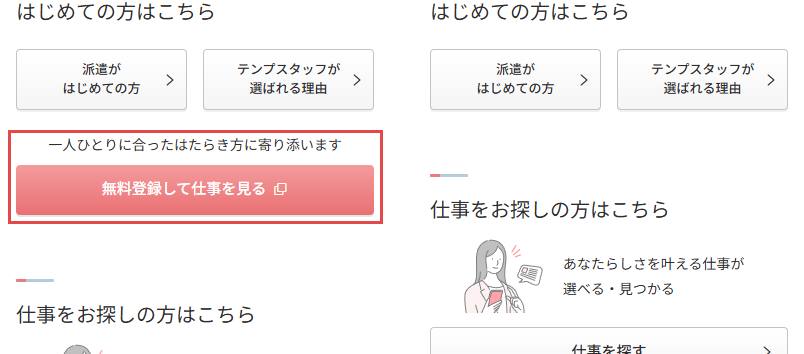 はじめての方はこちら
派遣が
はじめての方
テンプスタッフが
選ばれる理由
一人ひとりに合ったはたらき方に寄り添います
無料登録して仕事を見る
仕事をお探しの方はこちら
はじめての方はこちら
派遣が
はじめての方
テンプスタッフが
選ばれる理由
仕事をお探しの方はこちら
あなたらしさを叶える仕事が
選べる・見つかる
仕事を探す